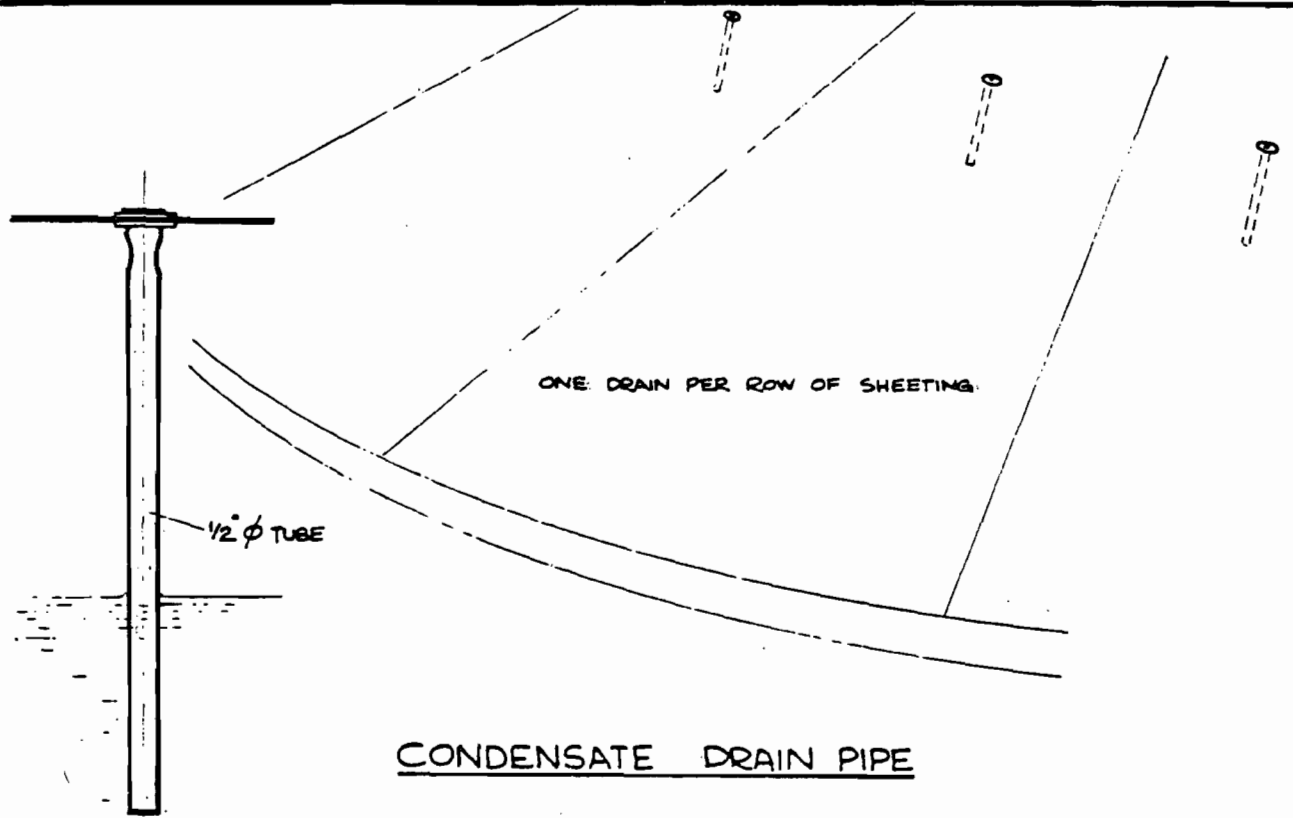 ONE DRAIN PER ROW OF SHEETING
1/2" φ TUBE
CONDENSATE DRAIN PIPE